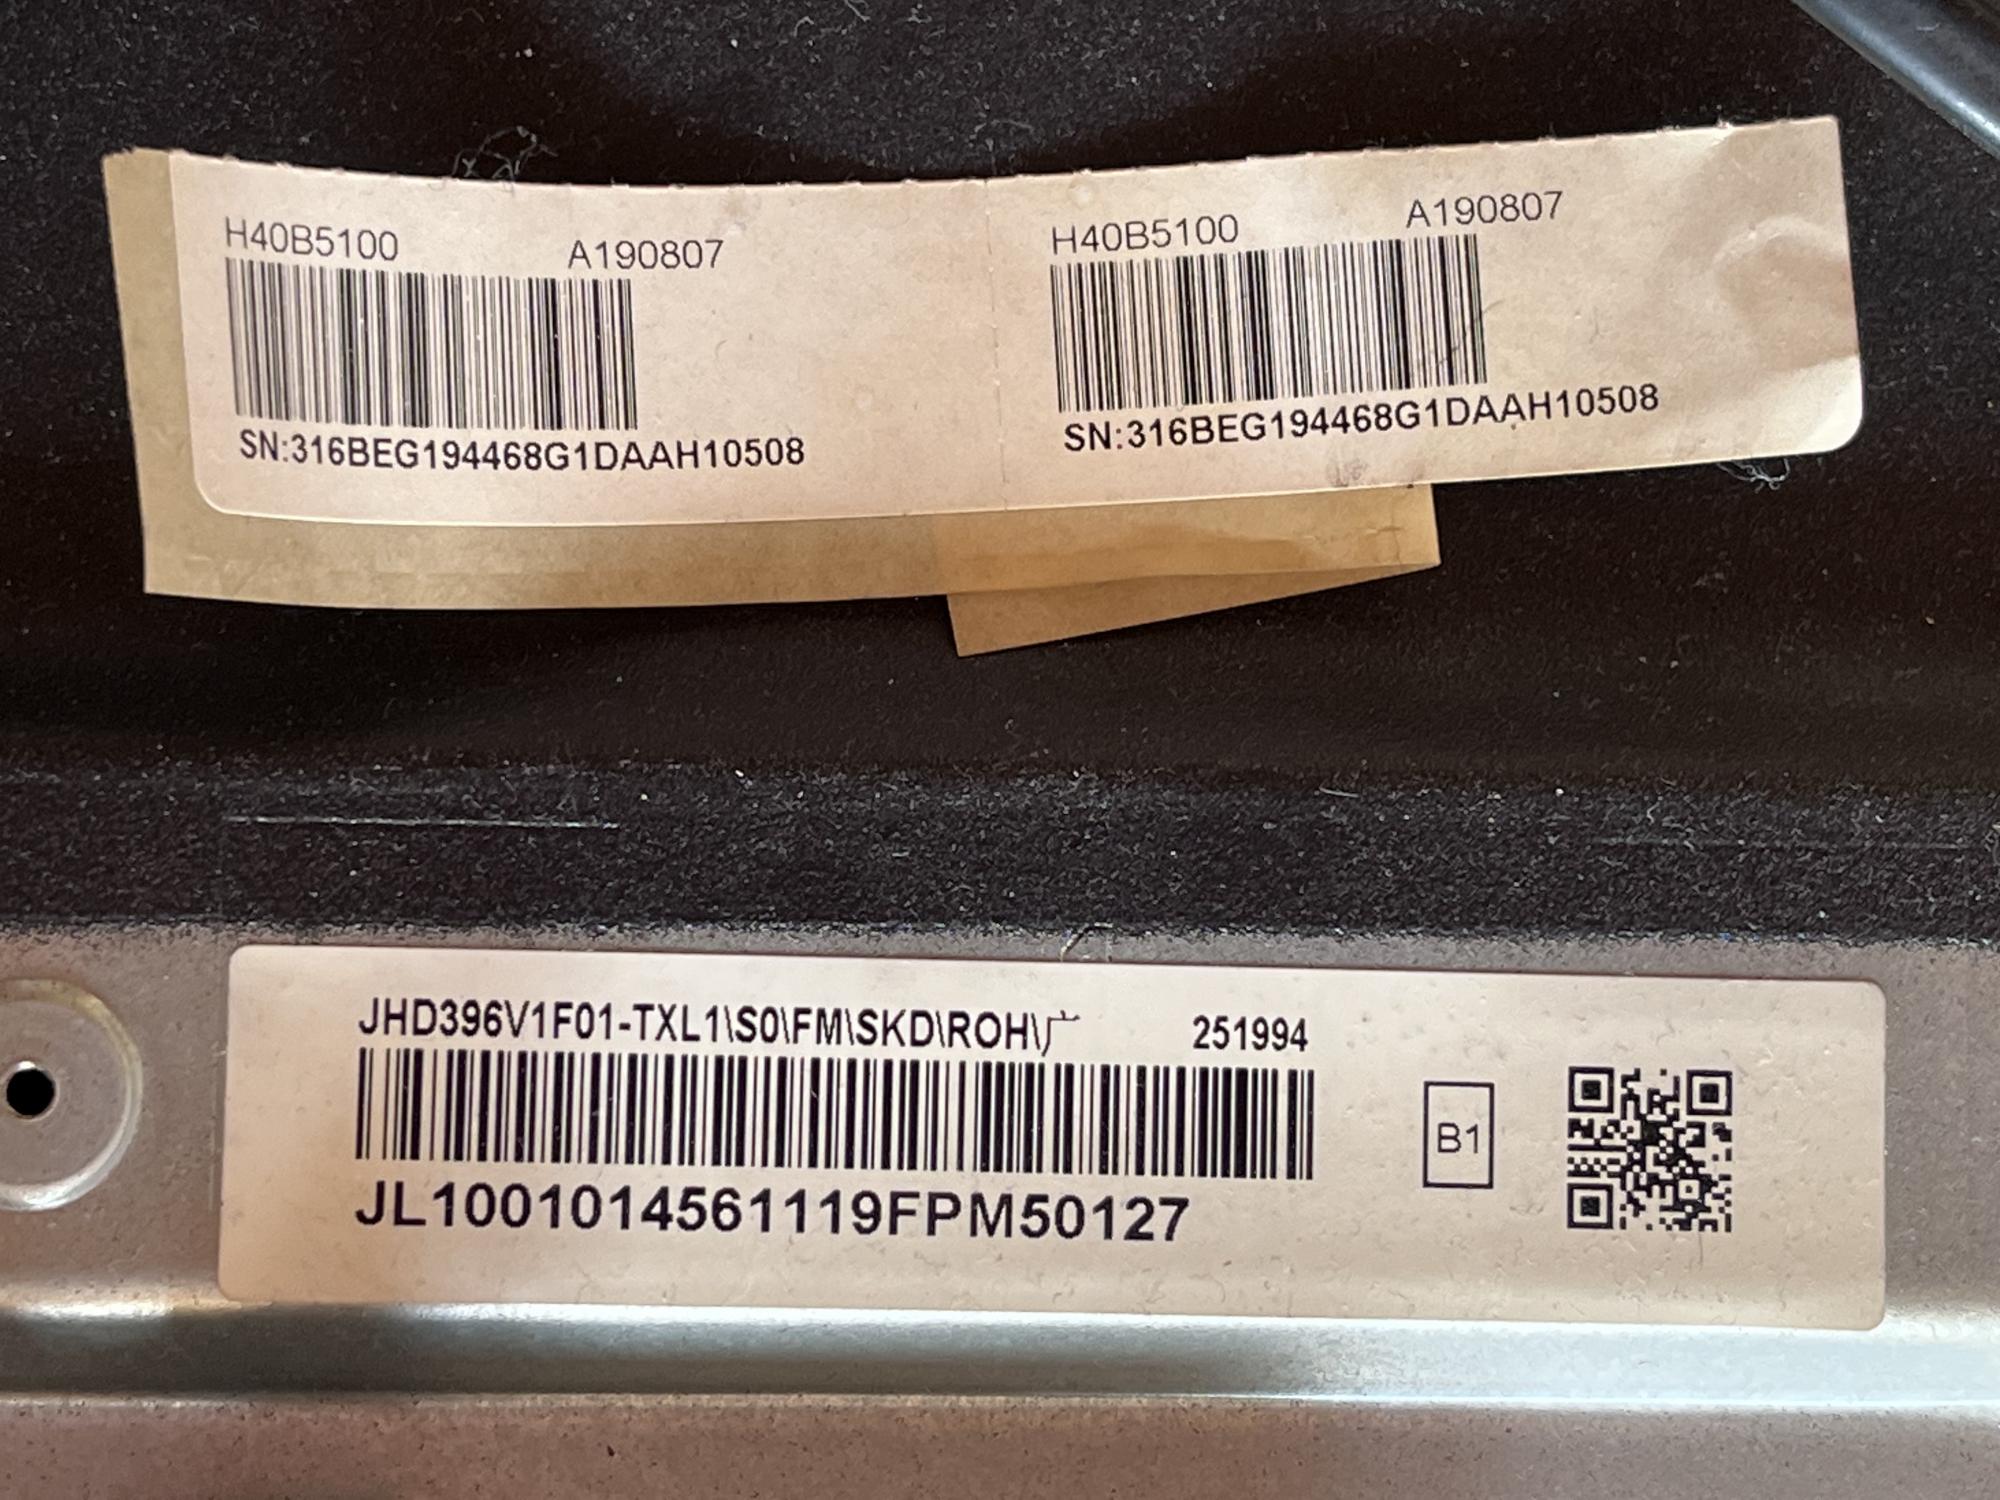 H40B5100 A190807
SN:316BEG194468G1DAAH10508
H40B5100 A190807
SN:316BEG194468G1DAAH10508
JHD396V1F01-TXL1\S0\FM\SKD\ROH\广 251994
B1
JL1001014561119FPM50127